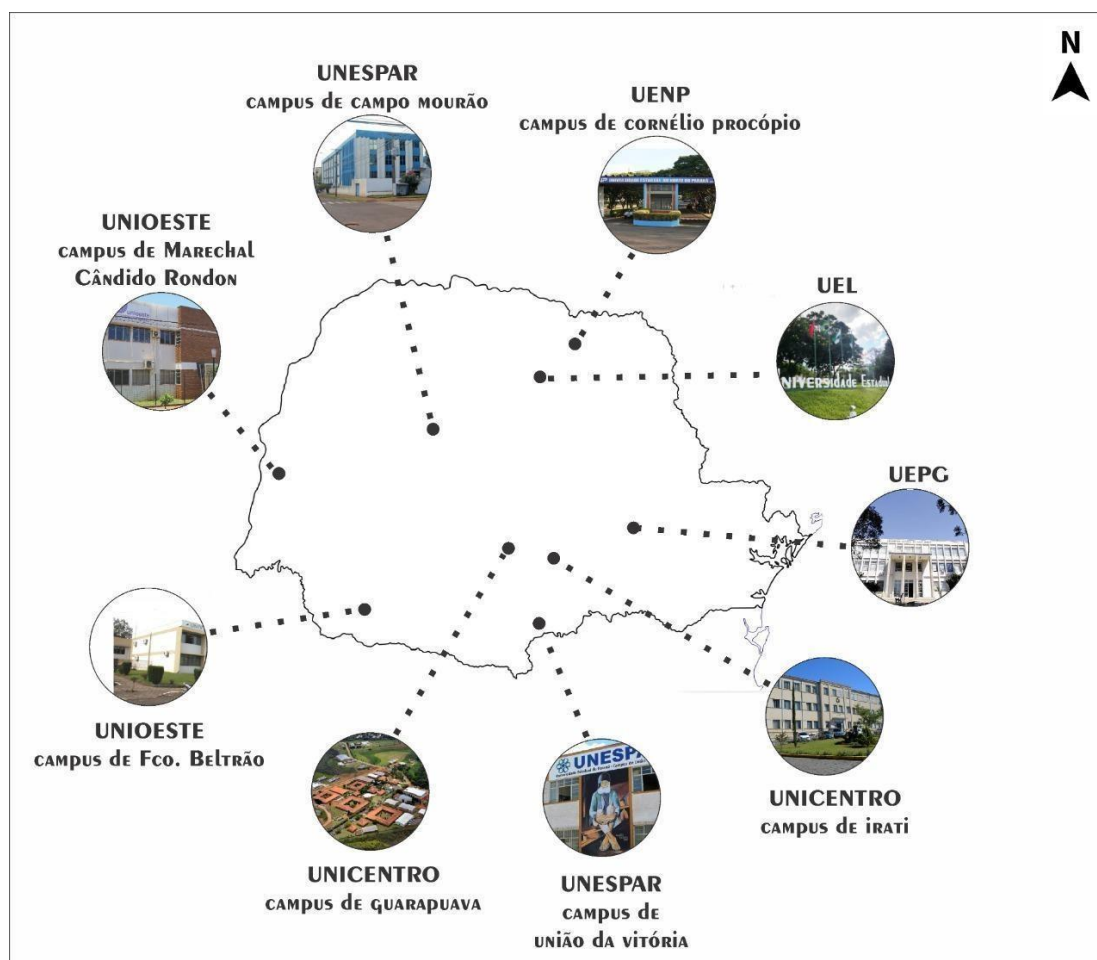 N
UNESPAR
CAMPUS DE CAMPO MOURÃO
UENP
CAMPUS DE CORNÉLIO PROCÓPIO
UNIOESTE
CAMPUS DE MARECHAL
CÂNDIDO RONDON
UEL
NIVERSIDADE ESTADUAL
UEPG
UNIOESTE
CAMPUS DE FCO. BELTRÃO
UNICENTRO
CAMPUS DE IRATI
UNICENTRO
CAMPUS DE GUARAPUAVA
UNESPA
UNESPAR
CAMPUS DE
UNIÃO DA VITÓRIA